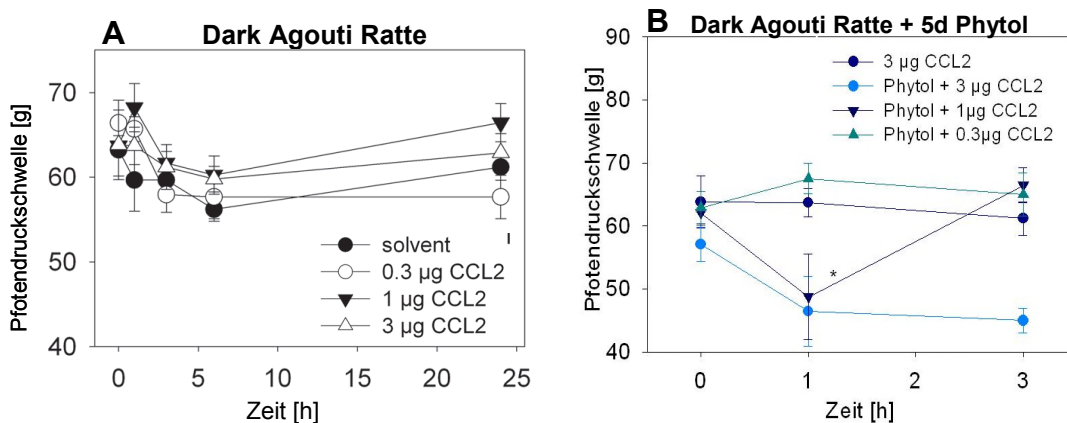 A
Dark Agouti Ratte
Pfotendruckschwelle [g]
70
60
50
40
0
5
10
15
20
25
Zeit [h]
solvent
0.3 µg CCL2
1 µg CCL2
3 µg CCL2
B
Dark Agouti Ratte + 5d Phytol
Pfotendruckschwelle [g]
90
80
70
60
50
40
0
1
2
3
Zeit [h]
3 µg CCL2
Phytol + 3 µg CCL2
Phytol + 1µg CCL2
Phytol + 0.3µg CCL2
*